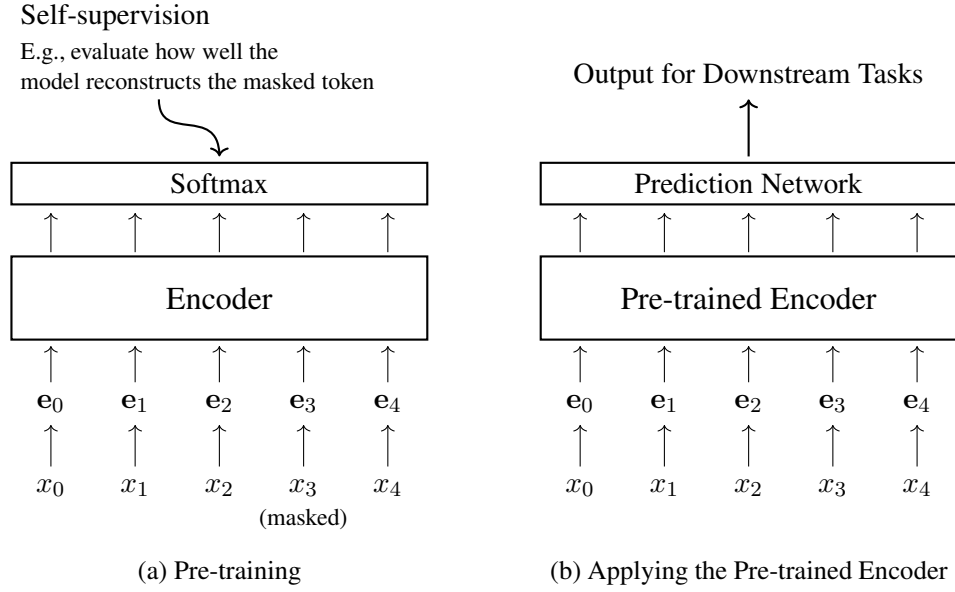 Self-supervision
E.g., evaluate how well the
model reconstructs the masked token
Softmax
Encoder
e₀ e₁ e₂ e₃ e₄
x₀ x₁ x₂ x₃ x₄
(masked)
(a) Pre-training
Output for Downstream Tasks
Prediction Network
Pre-trained Encoder
e₀ e₁ e₂ e₃ e₄
x₀ x₁ x₂ x₃ x₄
(b) Applying the Pre-trained Encoder